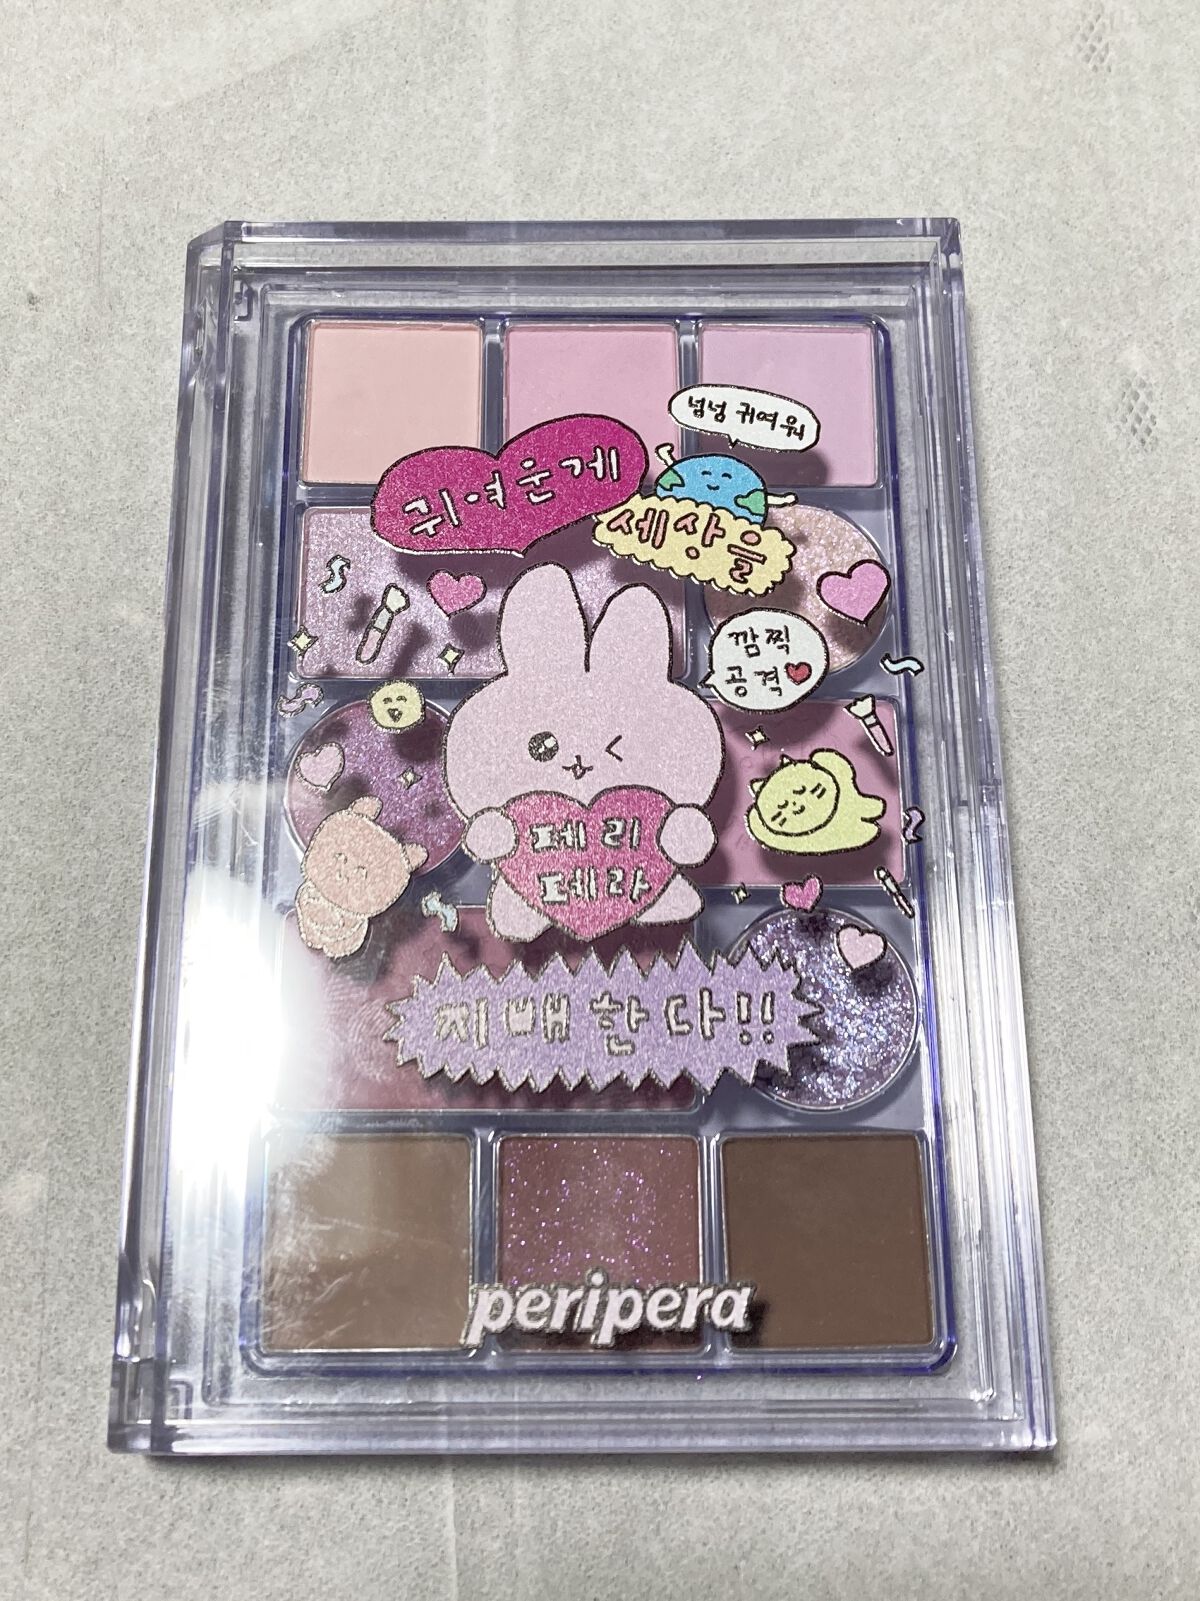 넘넘 귀여워
귀여운게
세상을
깜찍
공격
페리
페라
지배한다!!
peripera